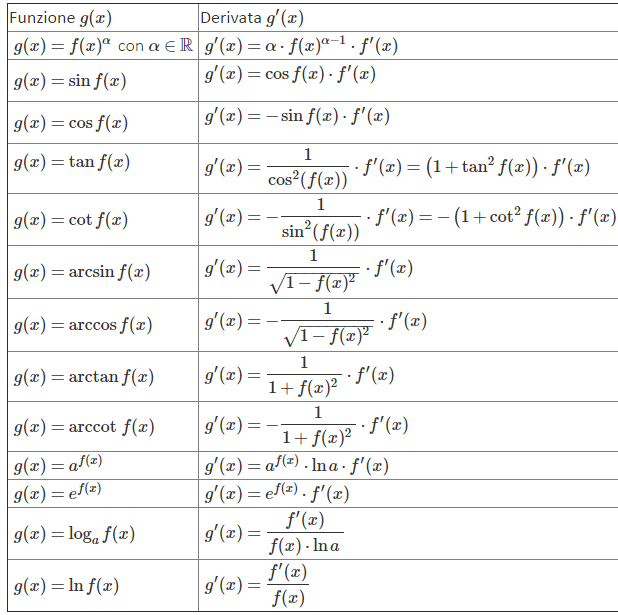 Funzione g(x) Derivata g′(x)
g(x) = f(x)^α con α ∈ ℝ g′(x) = α · f(x)^(α−1) · f′(x)
g(x) = sin f(x) g′(x) = cos f(x) · f′(x)
g(x) = cos f(x) g′(x) = − sin f(x) · f′(x)
g(x) = tan f(x) g′(x) = 1/cos²(f(x)) · f′(x) = (1 + tan² f(x)) · f′(x)
g(x) = cot f(x) g′(x) = − 1/sin²(f(x)) · f′(x) = − (1 + cot² f(x)) · f′(x)
g(x) = arcsin f(x) g′(x) = 1/√(1 − f(x)²) · f′(x)
g(x) = arccos f(x) g′(x) = − 1/√(1 − f(x)²) · f′(x)
g(x) = arctan f(x) g′(x) = 1/(1 + f(x)²) · f′(x)
g(x) = arccot f(x) g′(x) = − 1/(1 + f(x)²) · f′(x)
g(x) = a^f(x) g′(x) = a^f(x) · ln a · f′(x)
g(x) = e^f(x) g′(x) = e^f(x) · f′(x)
g(x) = logₐ f(x) g′(x) = f′(x)/(f(x) · ln a)
g(x) = ln f(x) g′(x) = f′(x)/f(x)